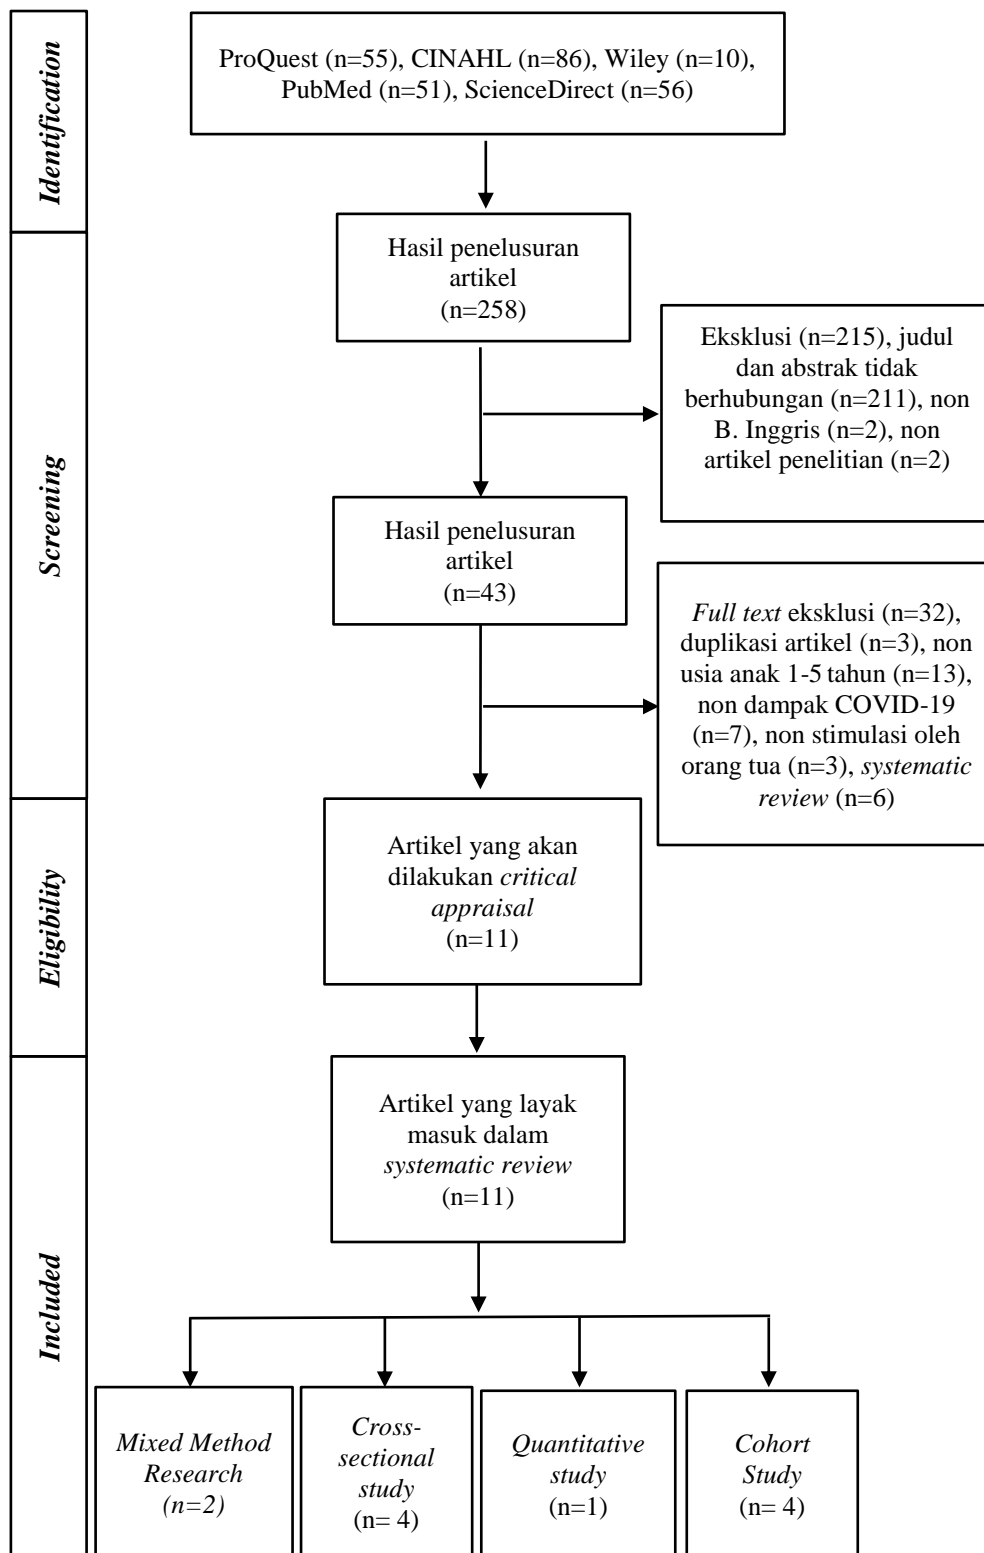 Identification
ProQuest (n=55), CINAHL (n=86), Wiley (n=10),
PubMed (n=51), ScienceDirect (n=56)
Screening
Hasil penelusuran
artikel
(n=258)
Eksklusi (n=215), judul
dan abstrak tidak
berhubungan (n=211), non
B. Inggris (n=2), non
artikel penelitian (n=2)
Hasil penelusuran
artikel
(n=43)
Full text eksklusi (n=32),
duplikasi artikel (n=3), non
usia anak 1-5 tahun (n=13),
non dampak COVID-19
(n=7), non stimulasi oleh
orang tua (n=3), systematic
review (n=6)
Eligibility
Artikel yang akan
dilakukan critical
appraisal
(n=11)
Included
Artikel yang layak
masuk dalam
systematic review
(n=11)
Mixed Method
Research
(n=2)
Cross-
sectional
study
(n= 4)
Quantitative
study
(n=1)
Cohort
Study
(n= 4)